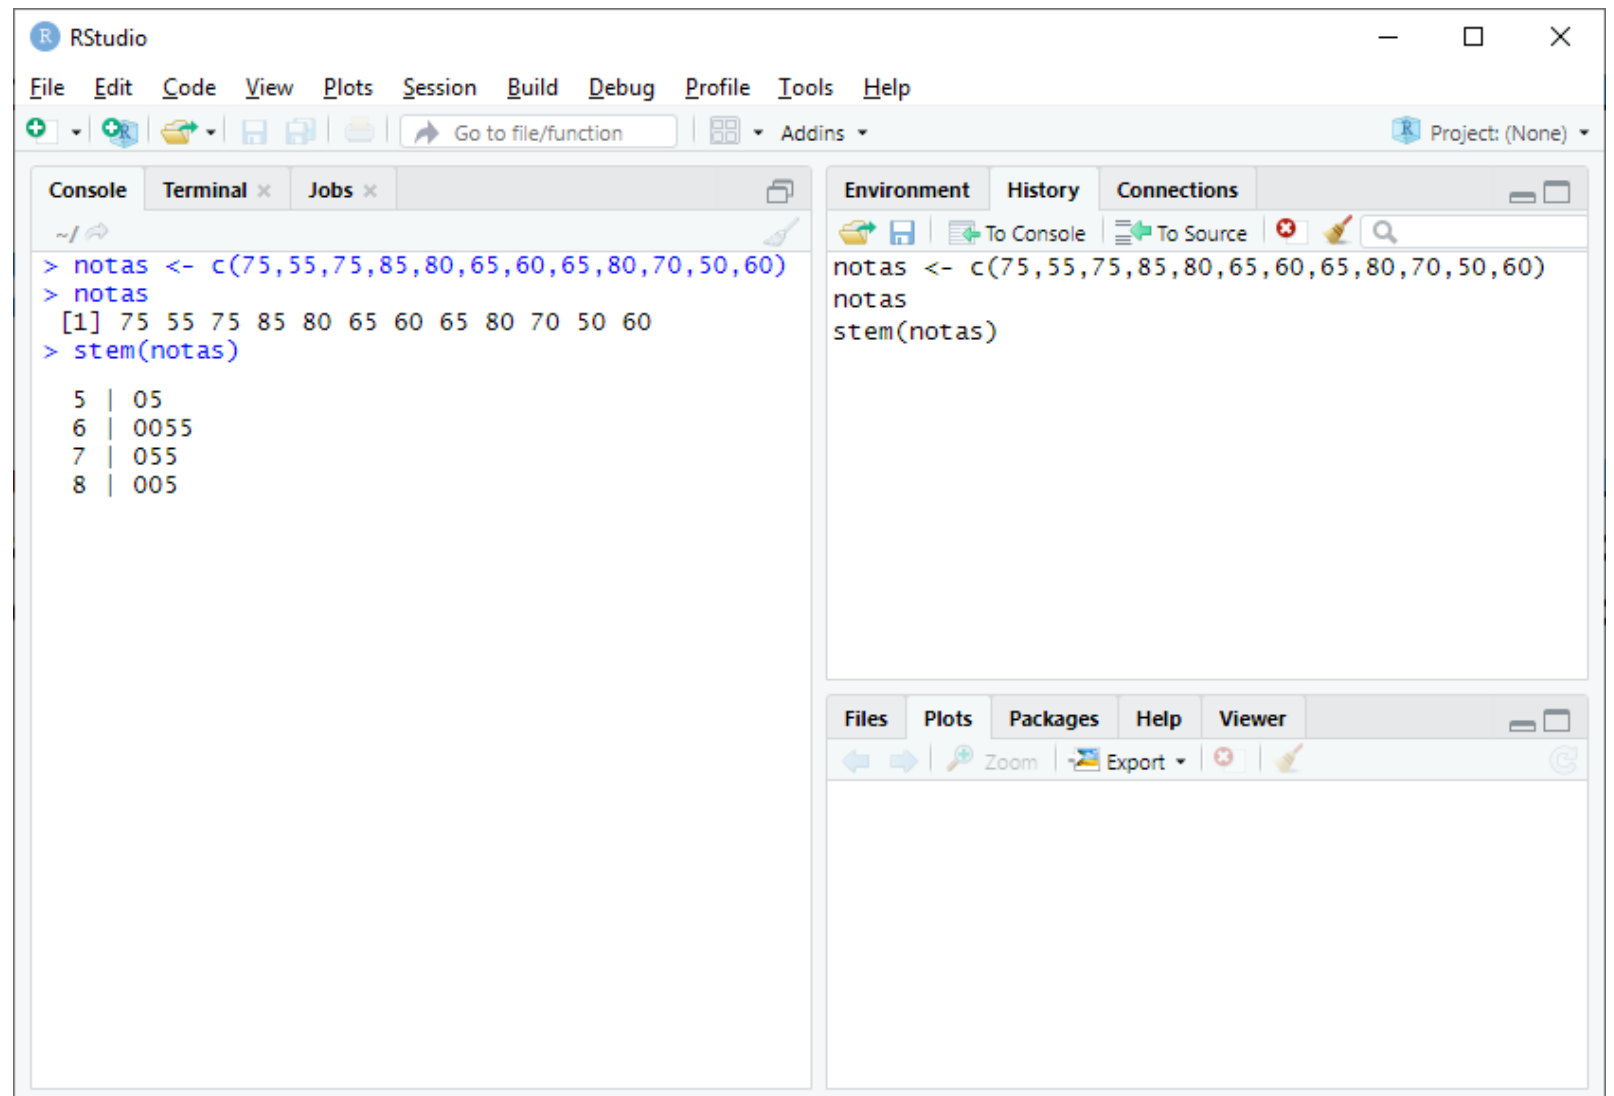 RStudio
File Edit Code View Plots Session Build Debug Profile Tools Help
Go to file/function Addins Project: (None)
Console Terminal Jobs
~/
> notas <- c(75,55,75,85,80,65,60,65,80,70,50,60)
> notas
[1] 75 55 75 85 80 65 60 65 80 70 50 60
> stem(notas)
5 | 05
6 | 0055
7 | 055
8 | 005
Environment History Connections
To Console To Source
notas <- c(75,55,75,85,80,65,60,65,80,70,50,60)
notas
stem(notas)
Files Plots Packages Help Viewer
Zoom Export